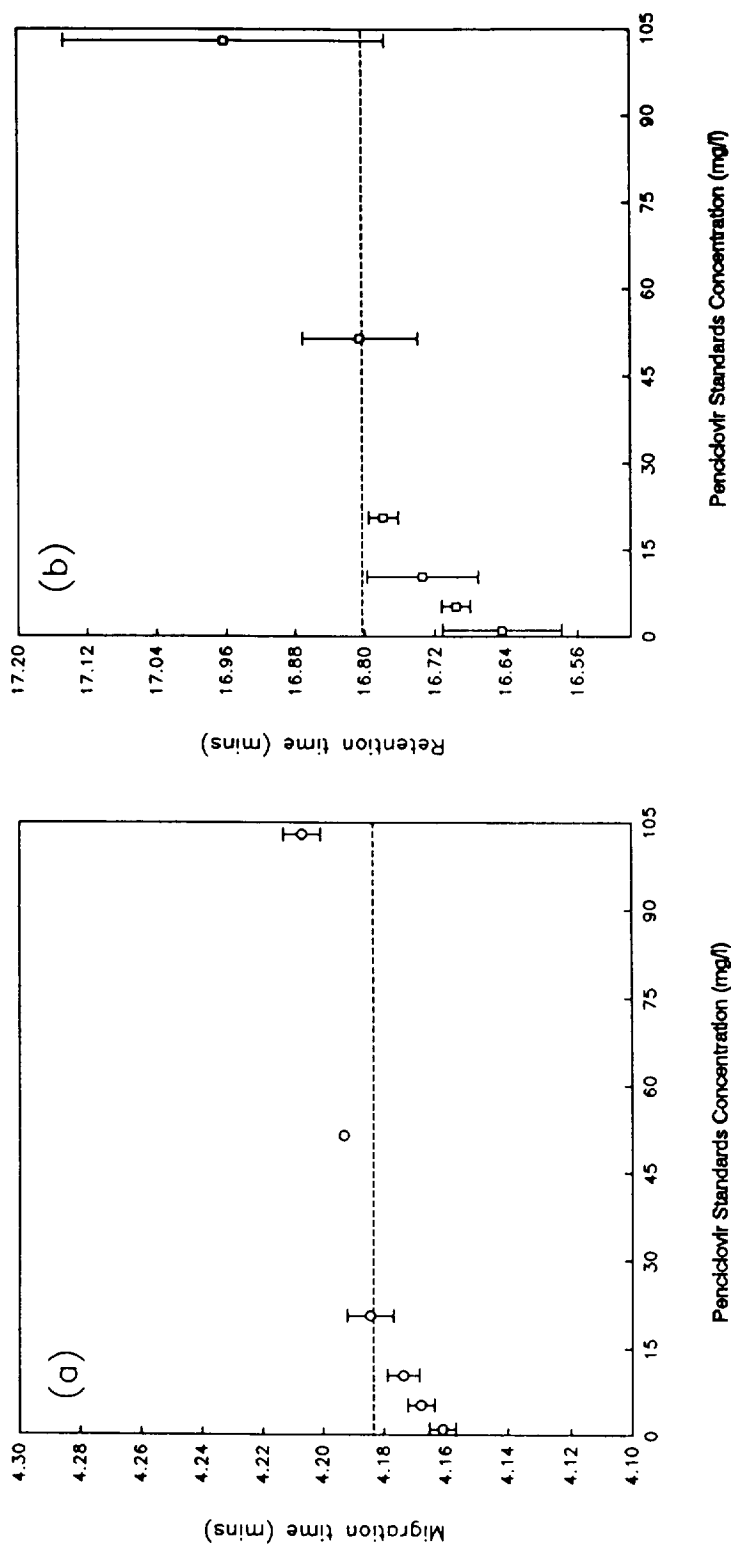 (a)
Migration time (mins)
4.30
4.28
4.26
4.24
4.22
4.20
4.18
4.16
4.14
4.12
4.10
0 15 30 45 60 75 90 105
Penciclovir Standards Concentration (mg/l)
(b)
Retention time (mins)
17.20
17.12
17.04
16.96
16.88
16.80
16.72
16.64
16.56
0 15 30 45 60 75 90 105
Penciclovir Standards Concentration (mg/l)